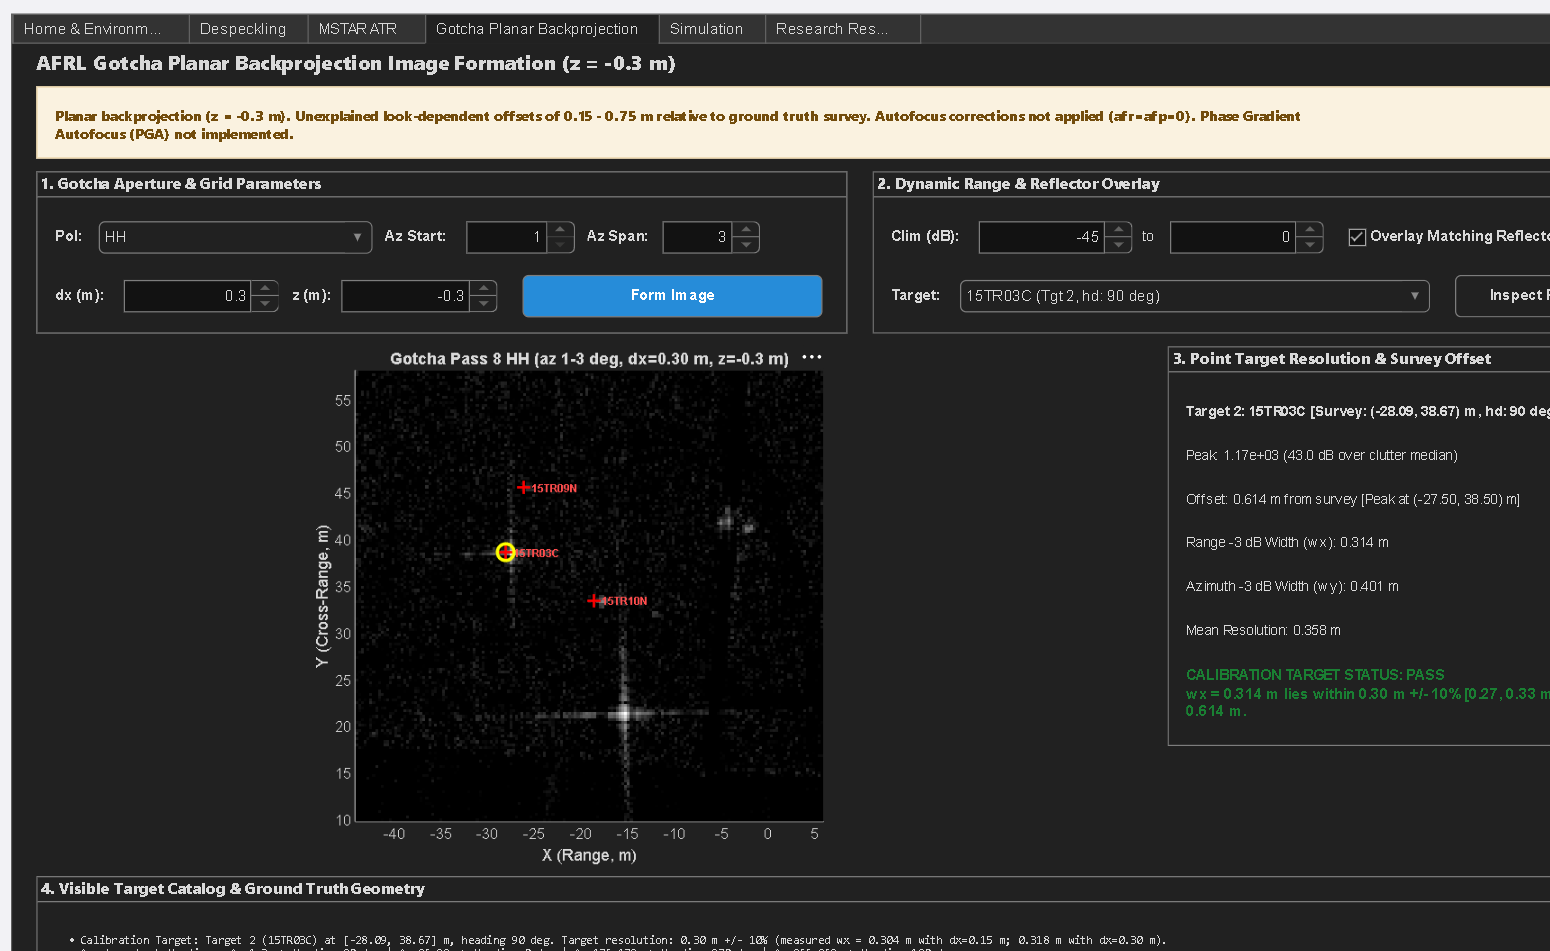 Home & Environm...
Despeckling
MSTAR ATR
Gotcha Planar Backprojection
Simulation
Research Res...
AFRL Gotcha Planar Backprojection Image Formation (z = -0.3 m)
Planar backprojection (z = -0.3 m). Unexplained look-dependent offsets of 0.15 - 0.75 m relative to ground truth survey. Autofocus corrections not applied (afr=afp=0). Phase Gradient
Autofocus (PGA) not implemented.
1. Gotcha Aperture & Grid Parameters
Pol: HH Az Start: 1 Az Span: 3
dx (m): 0.3 z (m): -0.3 Form Image
2. Dynamic Range & Reflector Overlay
Clim (dB): -45 to 0 Overlay Matching Reflecto
Target: 15TR03C (Tgt 2, hd: 90 deg) Inspect
Gotcha Pass 8 HH (az 1-3 deg, dx=0.30 m, z=-0.3 m)
55
50
45
40
35
30
25
20
15
10
Y (Cross-Range, m)
15TR09N
15TR03C
15TR10N
-40 -35 -30 -25 -20 -15 -10 -5 0 5
X (Range, m)
3. Point Target Resolution & Survey Offset
Target 2: 15TR03C [Survey: (-28.09, 38.67) m, hd: 90 deg
Peak: 1.17e+03 (43.0 dB over clutter median)
Offset: 0.614 m from survey [Peak at (-27.50, 38.50) m]
Range -3 dB Width (wx): 0.314 m
Azimuth -3 dB Width (wy): 0.401 m
Mean Resolution: 0.358 m
CALIBRATION TARGET STATUS: PASS
wx = 0.314 m lies within 0.30 m +/- 10% [0.27, 0.33 m
0.614 m.
4. Visible Target Catalog & Ground Truth Geometry
• Calibration Target: Target 2 (15TR03C) at [-28.09, 38.67] m, heading 90 deg. Target resolution: 0.30 m +/- 10% (measured wx = 0.304 m with dx=0.15 m; 0.318 m with dx=0.30 m).